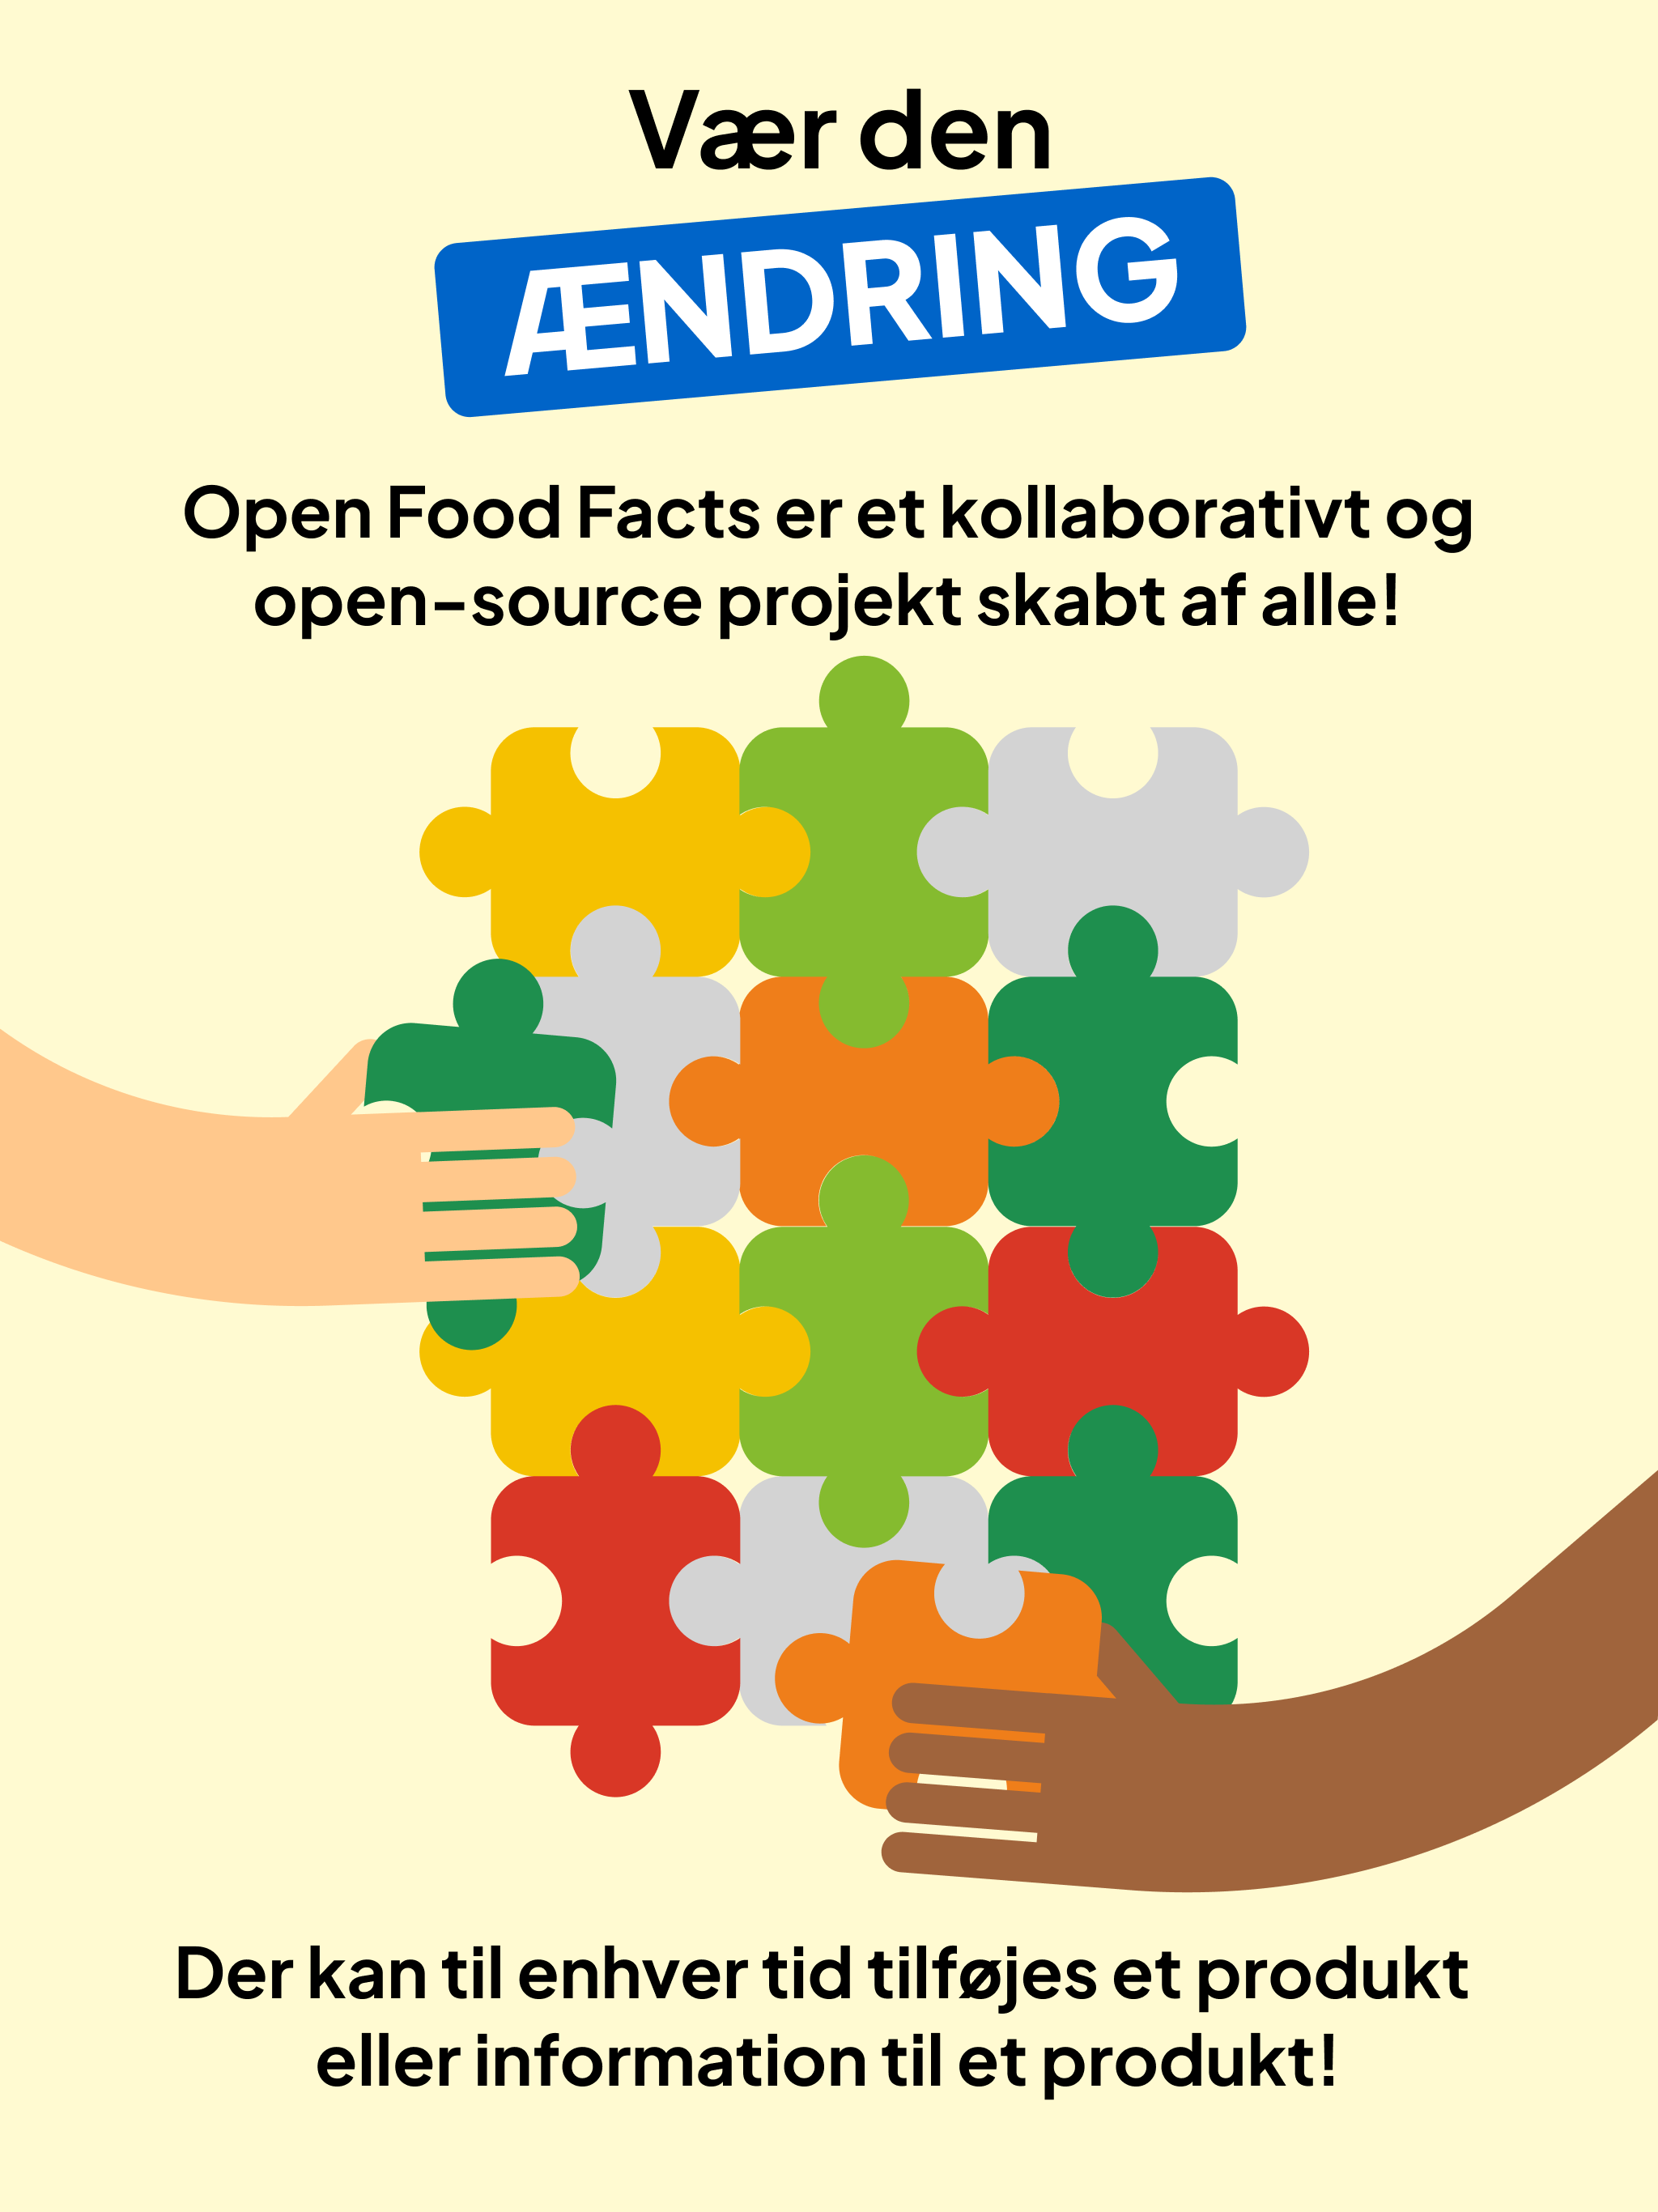 Vær den
ÆNDRING
Open Food Facts er et kollaborativt og
open-source projekt skabt af alle!
Der kan til enhver tid tilføjes et produkt
eller information til et produkt!